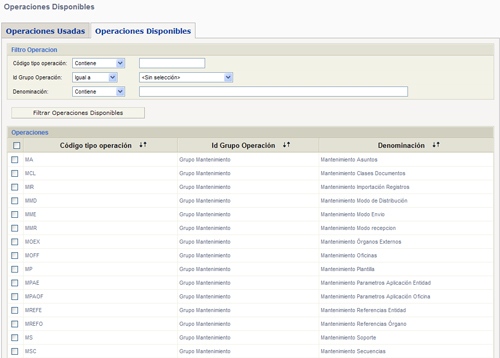 Operaciones Disponibles
Operaciones Usadas Operaciones Disponibles
Filtro Operacion
Código tipo operación: Contiene
Id Grupo Operación: Igual a <Sin selección>
Denominación: Contiene
Filtrar Operaciones Disponibles
Operaciones
Código tipo operación Id Grupo Operación Denominación
MA Grupo Mantenimiento Mantenimiento Asuntos
MCL Grupo Mantenimiento Mantenimiento Clases Documentos
MIR Grupo Mantenimiento Mantenimiento Importación Registros
MMD Grupo Mantenimiento Mantenimiento Modo de Distribución
MME Grupo Mantenimiento Mantenimiento Modo Envío
MMR Grupo Mantenimiento Mantenimiento Modo recepcion
MOEX Grupo Mantenimiento Mantenimiento Órganos Externos
MOFF Grupo Mantenimiento Mantenimiento Oficinas
MP Grupo Mantenimiento Mantenimiento Plantilla
MPAE Grupo Mantenimiento Mantenimiento Parametros Aplicación Entidad
MPAOF Grupo Mantenimiento Mantenimiento Parametros Aplicación Oficina
MREFE Grupo Mantenimiento Mantenimiento Referencias Entidad
MREFO Grupo Mantenimiento Mantenimiento Referencias Órgano
MS Grupo Mantenimiento Mantenimiento Soporte
MSC Grupo Mantenimiento Mantenimiento Secuencias